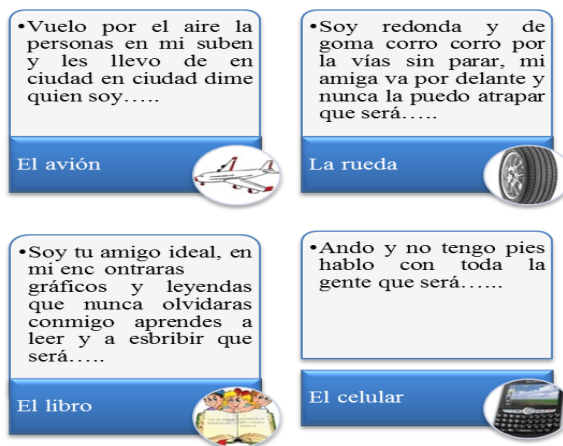 •Vuelo por el aire la
personas en mi suben
y les llevo de en
ciudad en ciudad dime
quien soy…..
El avión
•Soy redonda y de
goma corro corro por
la vías sin parar, mi
amiga va por delante y
nunca la puedo atrapar
que será…..
La rueda
•Soy tu amigo ideal, en
mi enc ontraras
gráficos y leyendas
que nunca olvidaras
conmigo aprendes a
leer y a esbribir que
será…..
El libro
•Ando y no tengo pies
hablo con toda la
gente que será…...
El celular